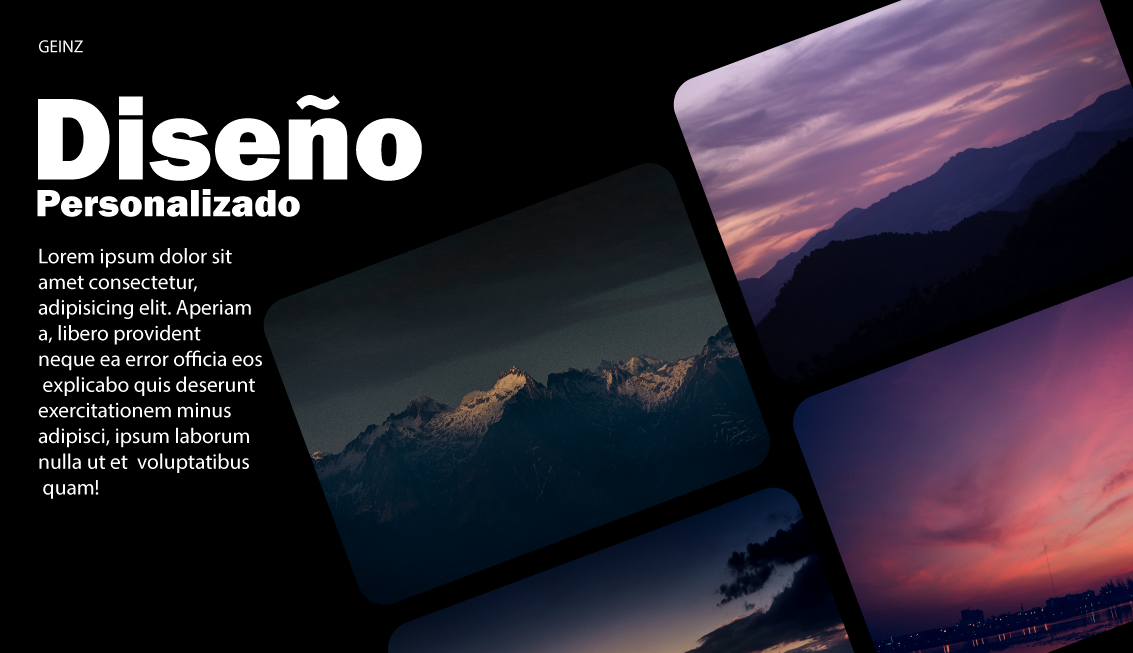 GEINZ
Diseño
Personalizado
Lorem ipsum dolor sit
amet consectetur,
adipisicing elit. Aperiam
a, libero provident
neque ea error officia eos
explicabo quis deserunt
exercitationem minus
adipisci, ipsum laborum
nulla ut et voluptatibus
quam!